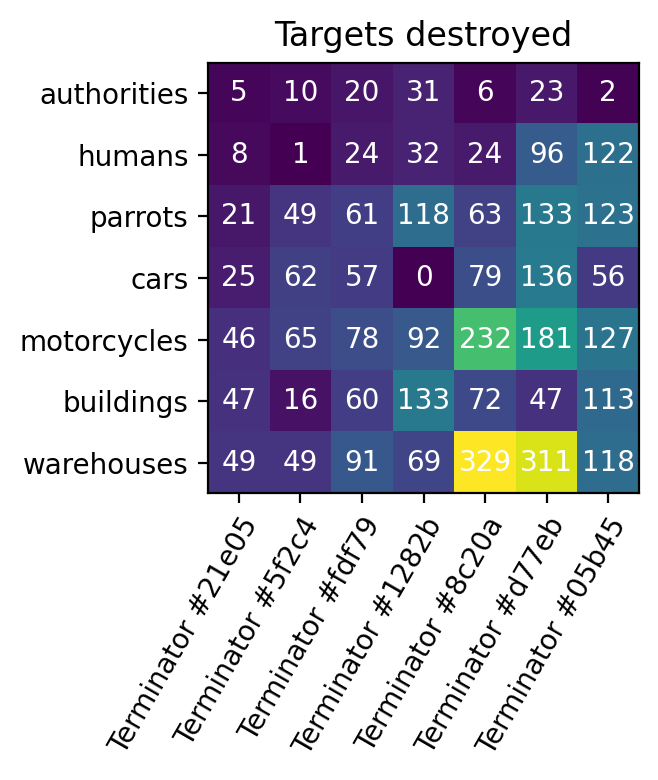 Targets destroyed
authorities 5 10 20 31 6 23 2
humans 8 1 24 32 24 96 122
parrots 21 49 61 118 63 133 123
cars 25 62 57 0 79 136 56
motorcycles 46 65 78 92 232 181 127
buildings 47 16 60 133 72 47 113
warehouses 49 49 91 69 329 311 118
Terminator #21e05
Terminator #5f2c4
Terminator #fdf79
Terminator #1282b
Terminator #8c20a
Terminator #d77eb
Terminator #05b45